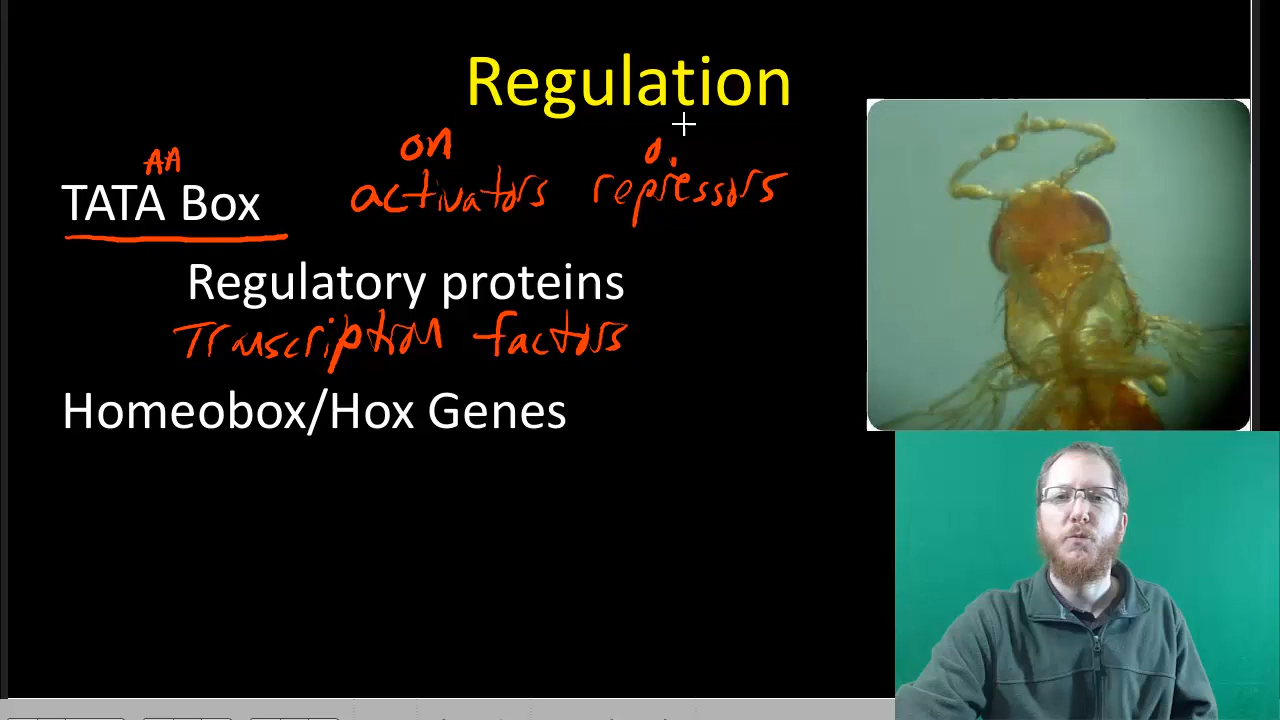 Regulation
on
AA
activators repressors
TATA Box
Regulatory proteins
Transcription factors
Homeobox/Hox Genes